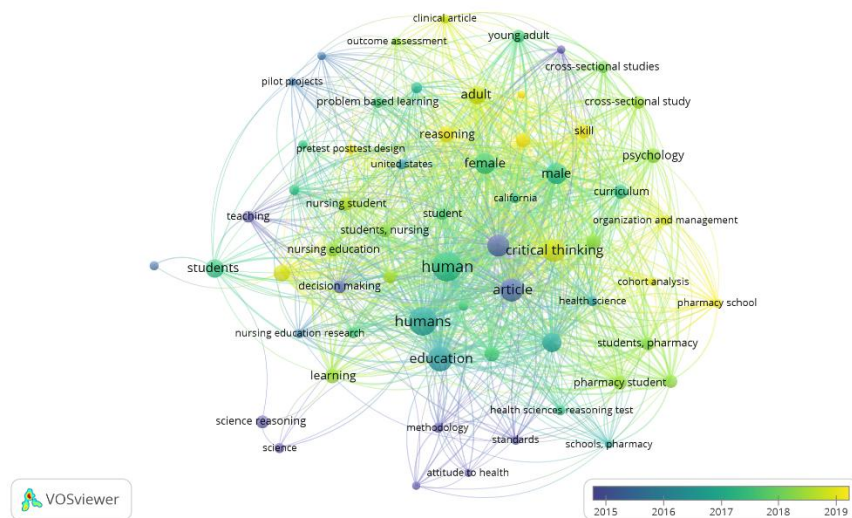 clinical article
young adult
outcome assessment
cross-sectional studies
pilot projects
adult
problem based learning
cross-sectional study
reasoning
skill
pretest posttest design
psychology
united states
female
male
california
curriculum
nursing student
teaching
student
organization and management
students, nursing
nursing education
critical thinking
students
human
decision making
cohort analysis
article
health science
pharmacy school
humans
nursing education research
students, pharmacy
education
learning
pharmacy student
health sciences reasoning test
science reasoning
methodology
standards
schools, pharmacy
science
attitude to health
VOSviewer
2015 2016 2017 2018 2019